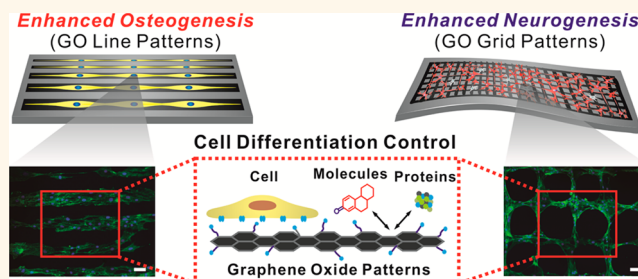 Enhanced Osteogenesis
(GO Line Patterns)
Enhanced Neurogenesis
(GO Grid Patterns)
Cell Differentiation Control
Cell
Molecules
Proteins
Graphene Oxide Patterns